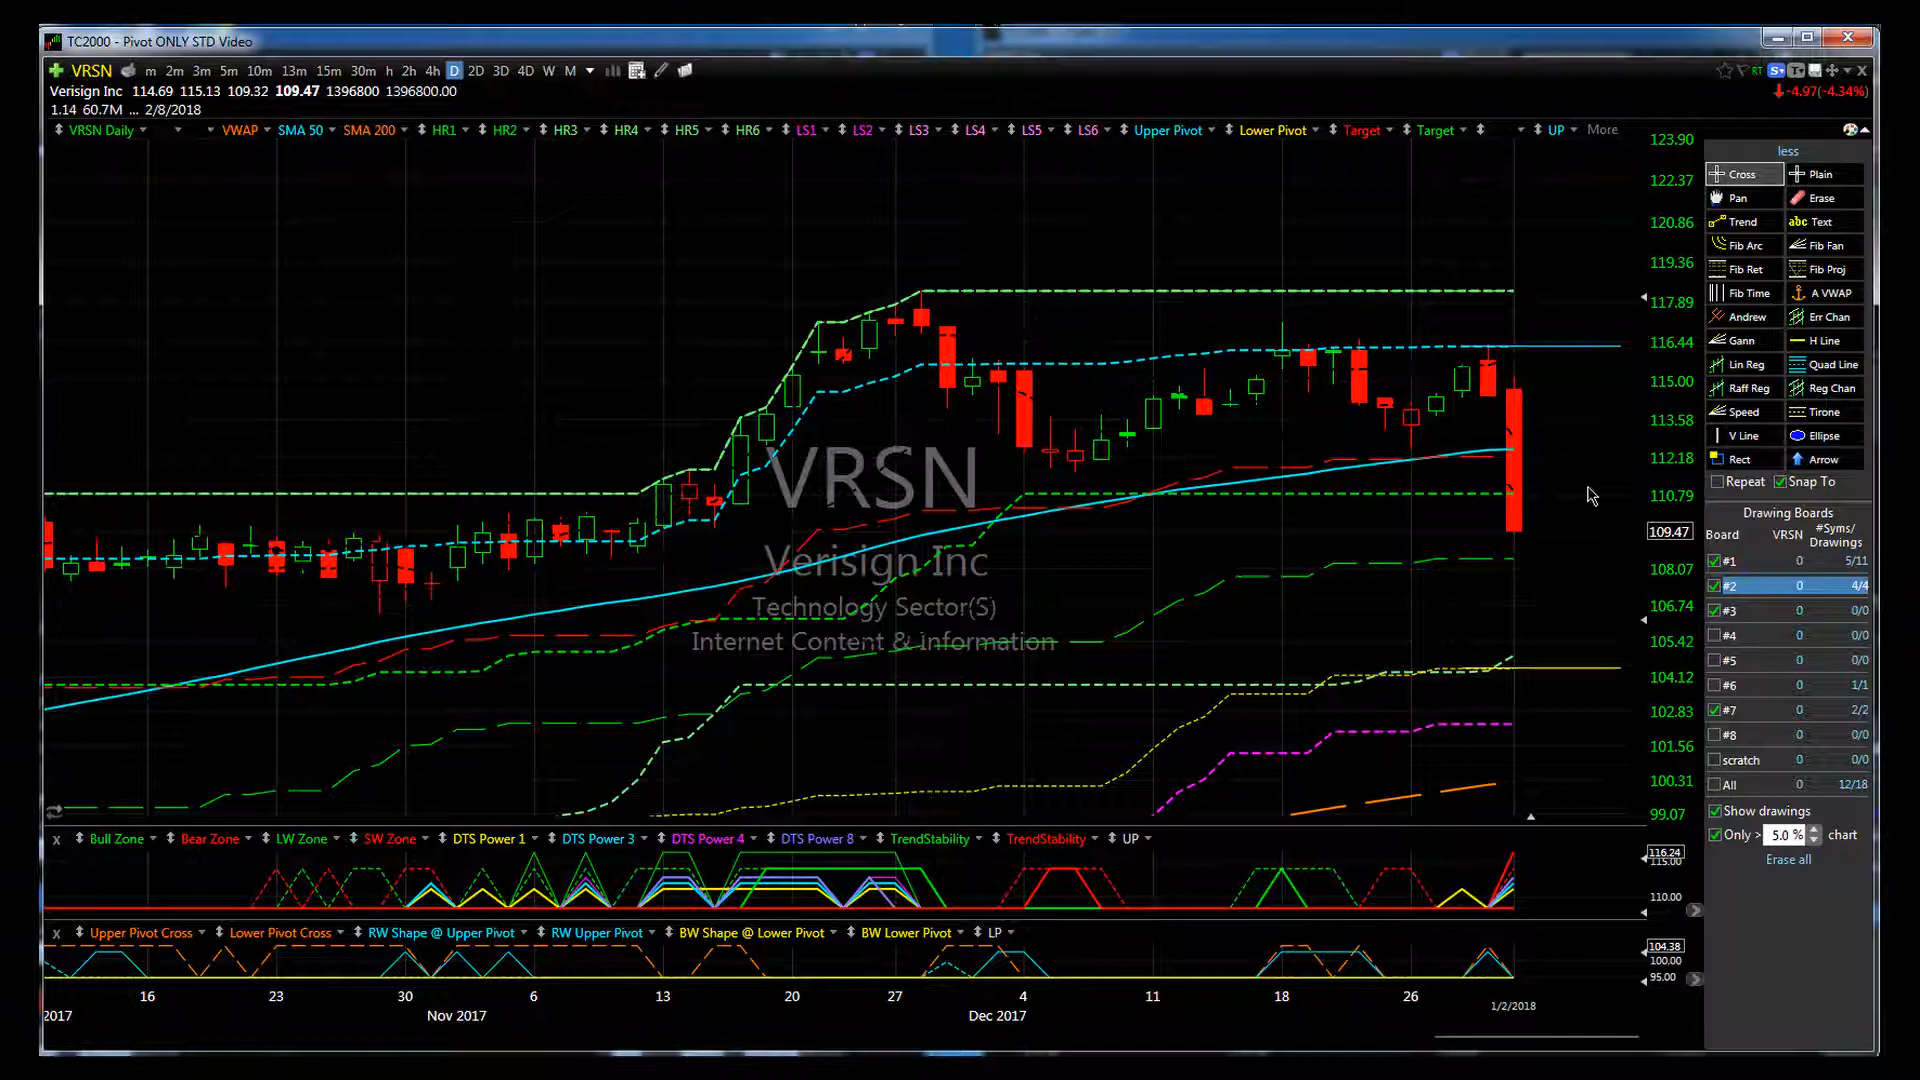 TC2000 - Pivot ONLY STD Video
VRSN m 2m 3m 5m 10m 13m 15m 30m h 2h 4h D 2D 3D 4D W M RT S T X
Verisign Inc 114.69 115.13 109.32 109.47 1396800 1396800.00 -4.97(-4.34%)
1.14 60.7M ... 2/8/2018
VRSN Daily VWAP SMA 50 SMA 200 HR1 HR2 HR3 HR4 HR5 HR6 LS1 LS2 LS3 LS4 LS5 LS6 Upper Pivot Lower Pivot Target Target UP More
123.90
122.37
120.86
119.36
117.89
116.44
115.00
113.58
112.18
110.79
109.47
108.07
106.74
105.42
104.12
102.83
101.56
100.31
99.07
VRSN
Verisign Inc
Technology Sector(S)
Internet Content & Information
less
Cross Plain
Pan Erase
Trend abc Text
Fib Arc Fib Fan
Fib Ret Fib Proj
Fib Time A VWAP
Andrew Err Chan
Gann H Line
Lin Reg Quad Line
Raff Reg Reg Chan
Speed Tirone
V Line Ellipse
Rect Arrow
Repeat Snap To
Drawing Boards
Board VRSN #Syms/
Drawings
#1 0 5/11
#2 0 4/4
#3 0 0/0
#4 0 0/0
#5 0 0/0
#6 0 1/1
#7 0 2/2
#8 0 0/0
scratch 0 0/0
All 0 12/18
Show drawings
Only > 5.0 % chart
Erase all
x Bull Zone Bear Zone LW Zone SW Zone DTS Power 1 DTS Power 3 DTS Power 4 DTS Power 8 TrendStability TrendStability UP
116.24
115.00
110.00
x Upper Pivot Cross Lower Pivot Cross RW Shape @ Upper Pivot RW Upper Pivot BW Shape @ Lower Pivot BW Lower Pivot LP
104.38
100.00
95.00
16 23 30 6 13 20 27 4 11 18 26 1/2/2018
2017 Nov 2017 Dec 2017